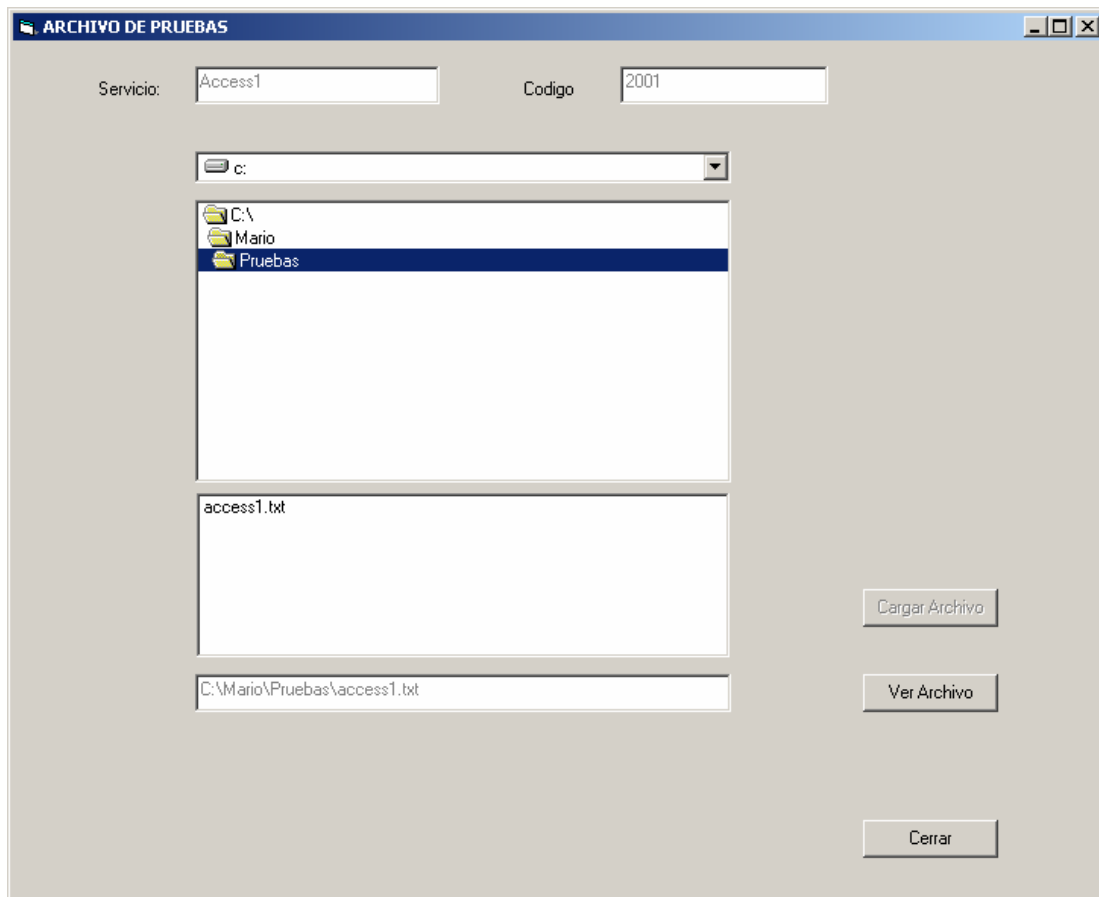 ARCHIVO DE PRUEBAS
Servicio: Access1 Codigo 2001
c:
C:\
Mario
Pruebas
access1.txt
Cargar Archivo
C:\Mario\Pruebas\access1.txt Ver Archivo
Cerrar